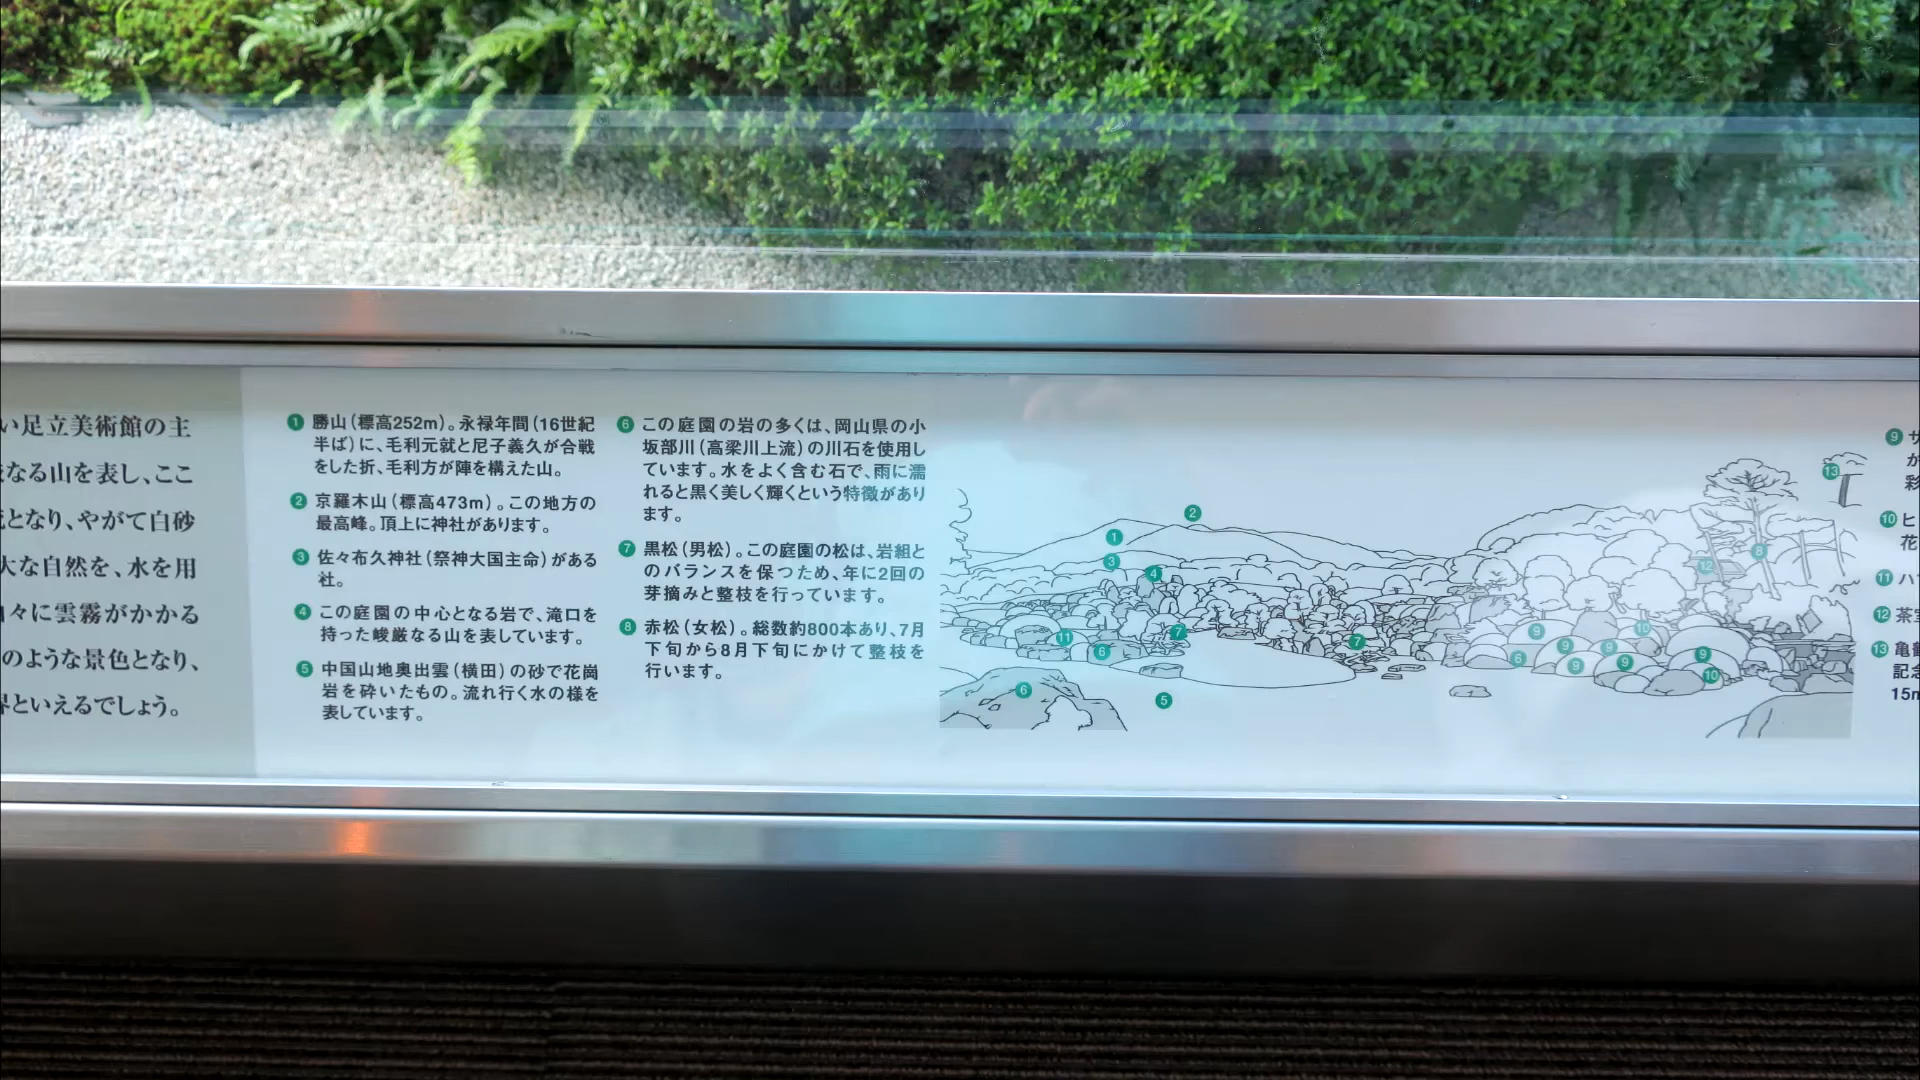 い足立美術館の主
なる山を表し、ここ
となり、やがて白砂
大な自然を、水を用
々に雲霧がかかる
のような景色となり、
といえるでしょう。
1 勝山（標高252m）。永禄年間（16世紀
半ば）に、毛利元就と尼子義久が合戦
をした折、毛利方が陣を構えた山。
2 京羅木山（標高473m）。この地方の
最高峰。頂上に神社があります。
3 佐々布久神社（祭神大国主命）がある
社。
4 この庭園の中心となる岩で、滝口を
持った峻厳なる山を表しています。
5 中国山地奥出雲（横田）の砂で花崗
岩を砕いたもの。流れ行く水の様を
表しています。
6 この庭園の岩の多くは、岡山県の小
坂部川（高梁川上流）の川石を使用し
ています。水をよく含む石で、雨に濡
れると黒く美しく輝くという特徴があり
ます。
7 黒松（男松）。この庭園の松は、岩組と
のバランスを保つため、年に2回の
芽摘みと整枝を行っています。
8 赤松（女松）。総数約800本あり、7月
下旬から8月下旬にかけて整枝を
行います。
2
1
3
4
11
6
7
7
6
5
13
8
12
9
10
6
9
9
9
9
9
10
9 サ
が
彩
10 ヒ
花
11 ハ
12 茶室
13 亀鶴
記念
15m